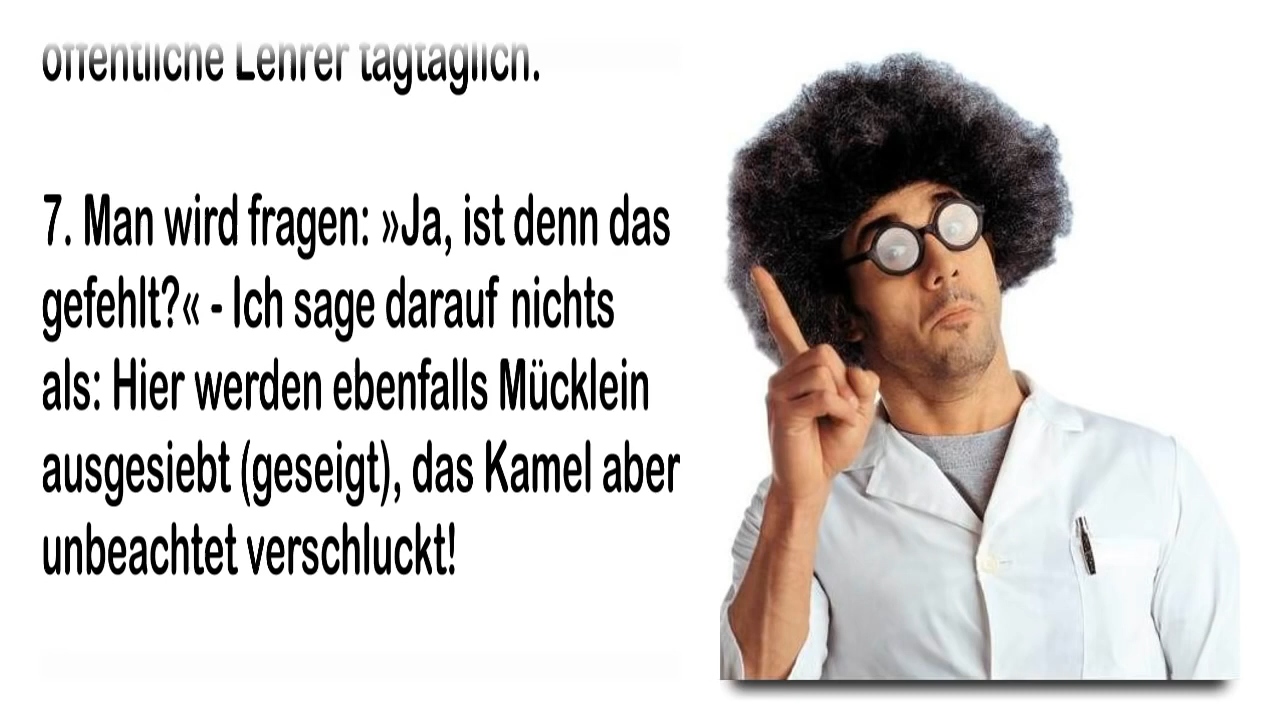 öffentliche Lehrer tagtäglich.
7. Man wird fragen: »Ja, ist denn das
gefehlt?« - Ich sage darauf nichts
als: Hier werden ebenfalls Mücklein
ausgesiebt (geseigt), das Kamel aber
unbeachtet verschluckt!